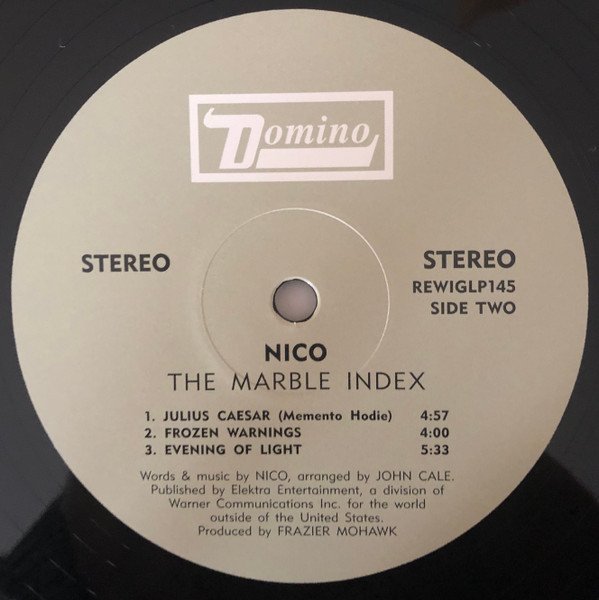 Domino
STEREO
STEREO
REWIGLP145
SIDE TWO
NICO
THE MARBLE INDEX
1. JULIUS CAESAR (Memento Hodie) 4:57
2. FROZEN WARNINGS 4:00
3. EVENING OF LIGHT 5:33
Words & music by NICO, arranged by JOHN CALE.
Published by Elektra Entertainment, a division of
Warner Communications Inc. for the world
outside of the United States.
Produced by FRAZIER MOHAWK